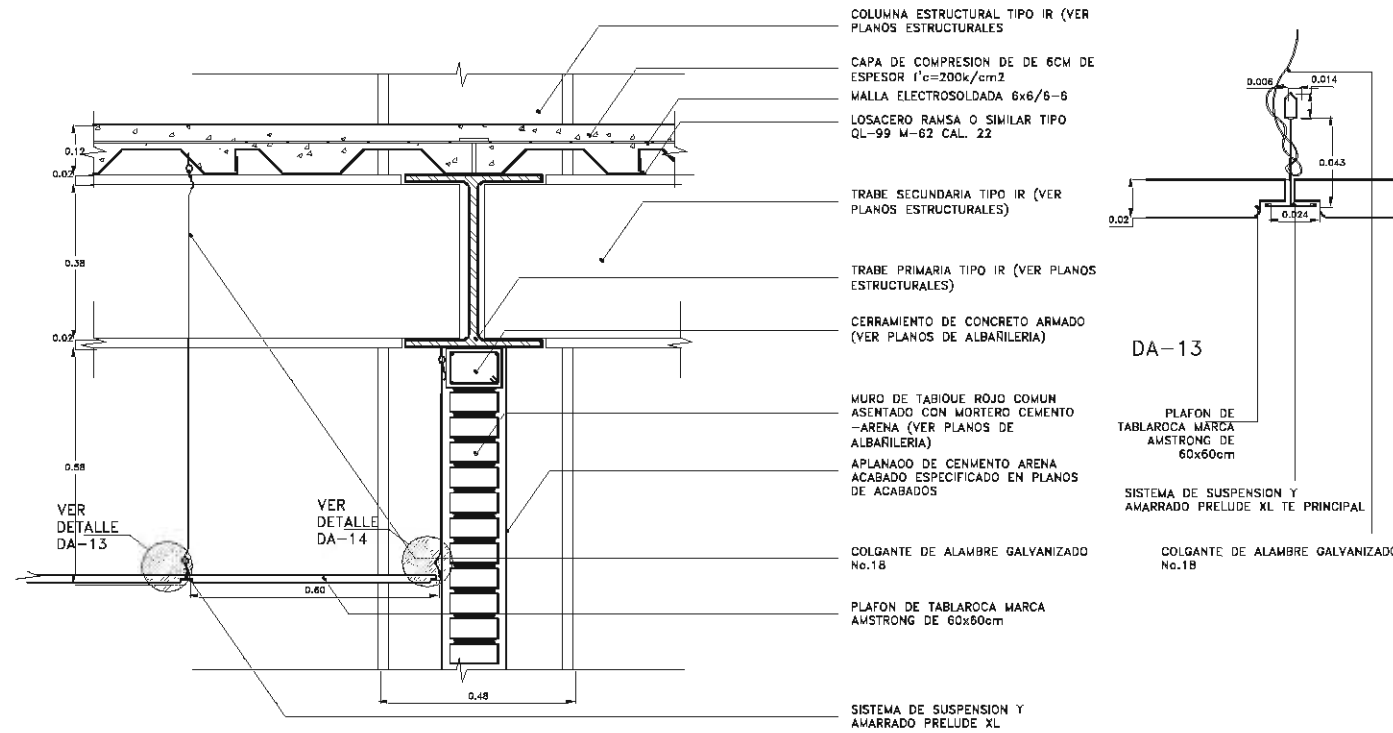 COLUMNA ESTRUCTURAL TIPO IR (VER
PLANOS ESTRUCTURALES
CAPA DE COMPRESION DE DE 6CM DE
ESPESOR f'c=200k/cm2
MALLA ELECTROSOLDADA 6x6/6-6
LOSACERO RAMSA O SIMILAR TIPO
QL-99 M-62 CAL. 22
TRABE SECUNDARIA TIPO IR (VER
PLANOS ESTRUCTURALES)
TRABE PRIMARIA TIPO IR (VER PLANOS
ESTRUCTURALES)
CERRAMIENTO DE CONCRETO ARMADO
(VER PLANOS DE ALBAÑILERIA)
MURO DE TABIQUE ROJO COMUN
ASENTADO CON MORTERO CEMENTO
-ARENA (VER PLANOS DE
ALBAÑILERIA)
APLANADO DE CENMENTO ARENA
ACABADO ESPECIFICADO EN PLANOS
DE ACABADOS
COLGANTE DE ALAMBRE GALVANIZADO
No.18
PLAFON DE TABLAROCA MARCA
AMSTRONG DE 60x60cm
SISTEMA DE SUSPENSION Y
AMARRADO PRELUDE XL
0.12
0.02
0.38
0.02
0.58
VER
DETALLE
DA-13
VER
DETALLE
DA-14
0.60
0.48
0.006
0.014
0.043
0.02
0.024
DA-13
PLAFON DE
TABLAROCA MARCA
AMSTRONG DE
60x60cm
SISTEMA DE SUSPENSION Y
AMARRADO PRELUDE XL TE PRINCIPAL
COLGANTE DE ALAMBRE GALVANIZADO
No.18